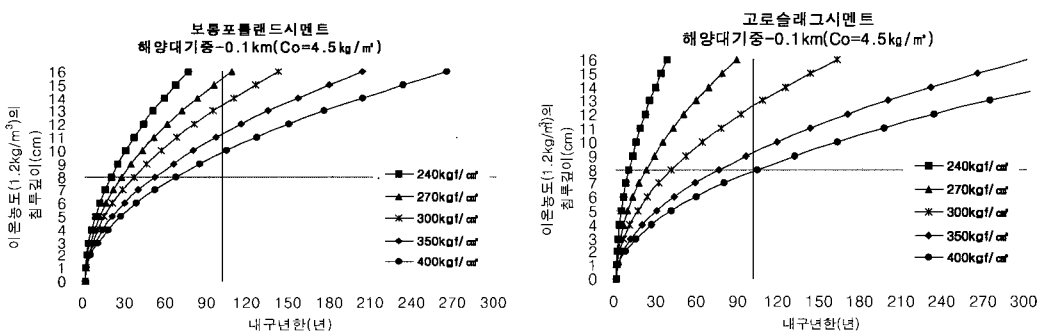 보통포틀랜드시멘트
해양대기중-0.1km(Co=4.5kg/㎥)
이온농도(1.2kg/m³)의
침투깊이(cm)
16
15
14
13
12
11
10
9
8
7
6
5
4
3
2
1
0
240kgf/㎠
270kgf/㎠
300kgf/㎠
350kgf/㎠
400kgf/㎠
0 30 60 90 120 150 180 210 240 270 300
내구년한(년)
고로슬래그시멘트
해양대기중-0.1km(Co=4.5kg/㎥)
이온농도(1.2kg/㎥)의
침투깊이(cm)
16
15
14
13
12
11
10
9
8
7
6
5
4
3
2
1
0
240kgf/㎠
270kgf/㎠
300kgf/㎠
350kgf/㎠
400kgf/㎠
0 30 60 90 120 150 180 210 240 270 300
내구년한(년)